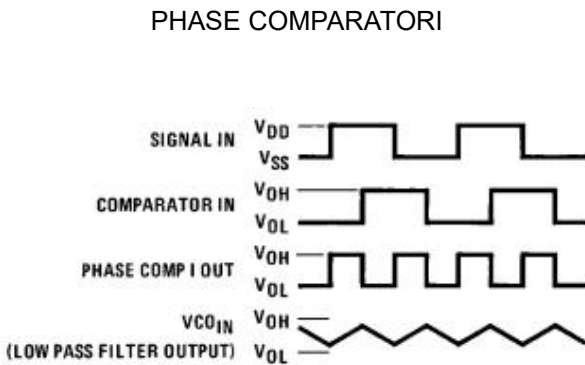 PHASE COMPARATORI
SIGNAL IN VDD
VSS
COMPARATOR IN VOH
VOL
PHASE COMP I OUT VOH
VOL
VCOIN VOH
(LOW PASS FILTER OUTPUT) VOL